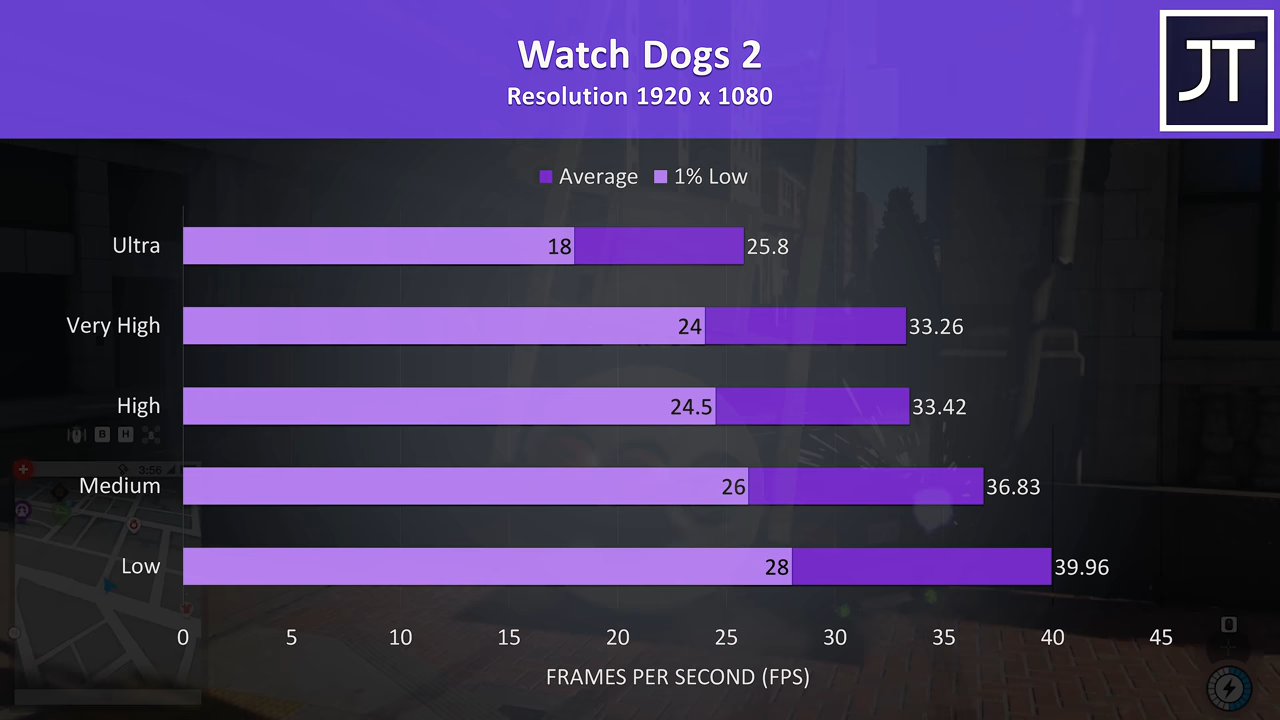 Watch Dogs 2
Resolution 1920 x 1080
JT
Average 1% Low
Ultra 18 25.8
Very High 24 33.26
High 24.5 33.42
B H
3:56
Medium 26 36.83
Low 28 39.96
0 5 10 15 20 25 30 35 40 45
FRAMES PER SECOND (FPS)